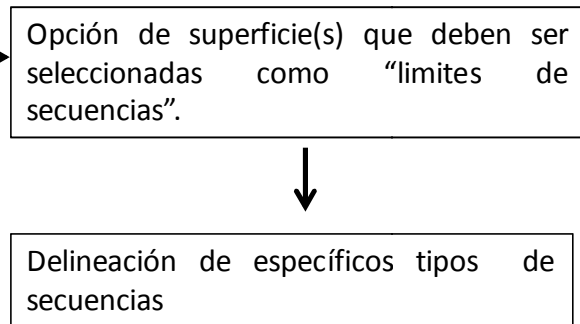 Opción de superficie(s) que deben ser
seleccionadas como “limites de
secuencias”.
Delineación de específicos tipos de
secuencias